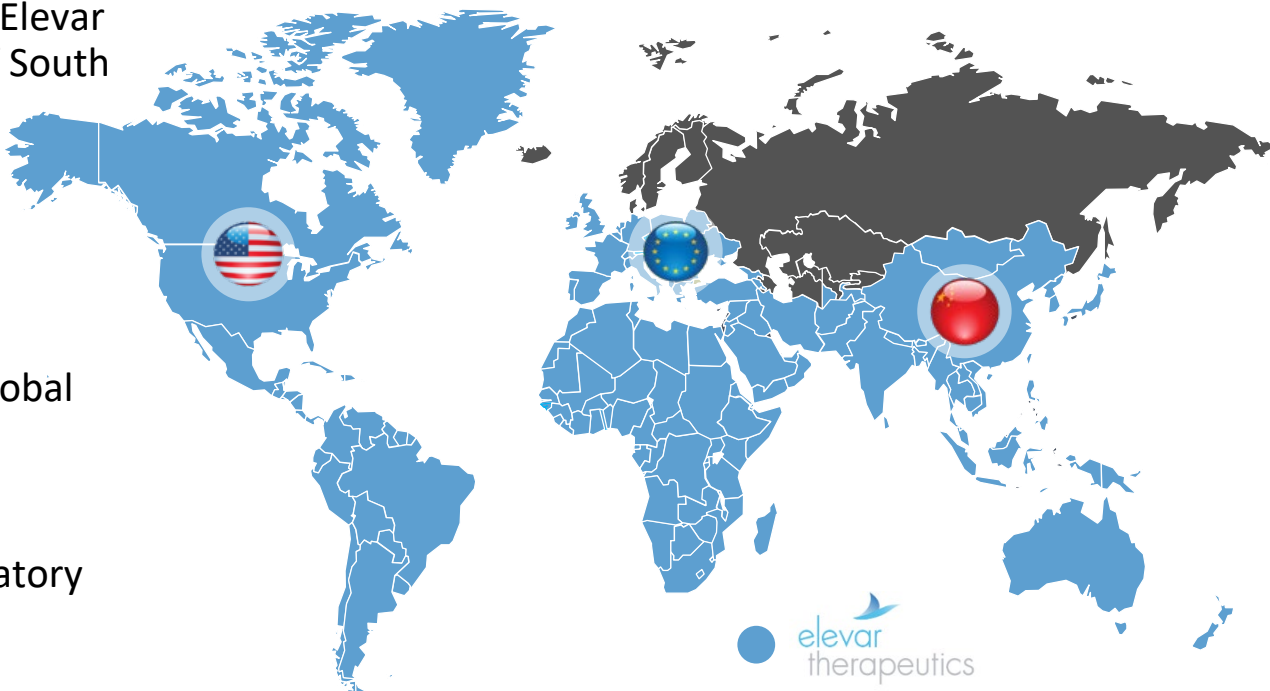 Elevar
South
obal
atory
elevar
therapeutics